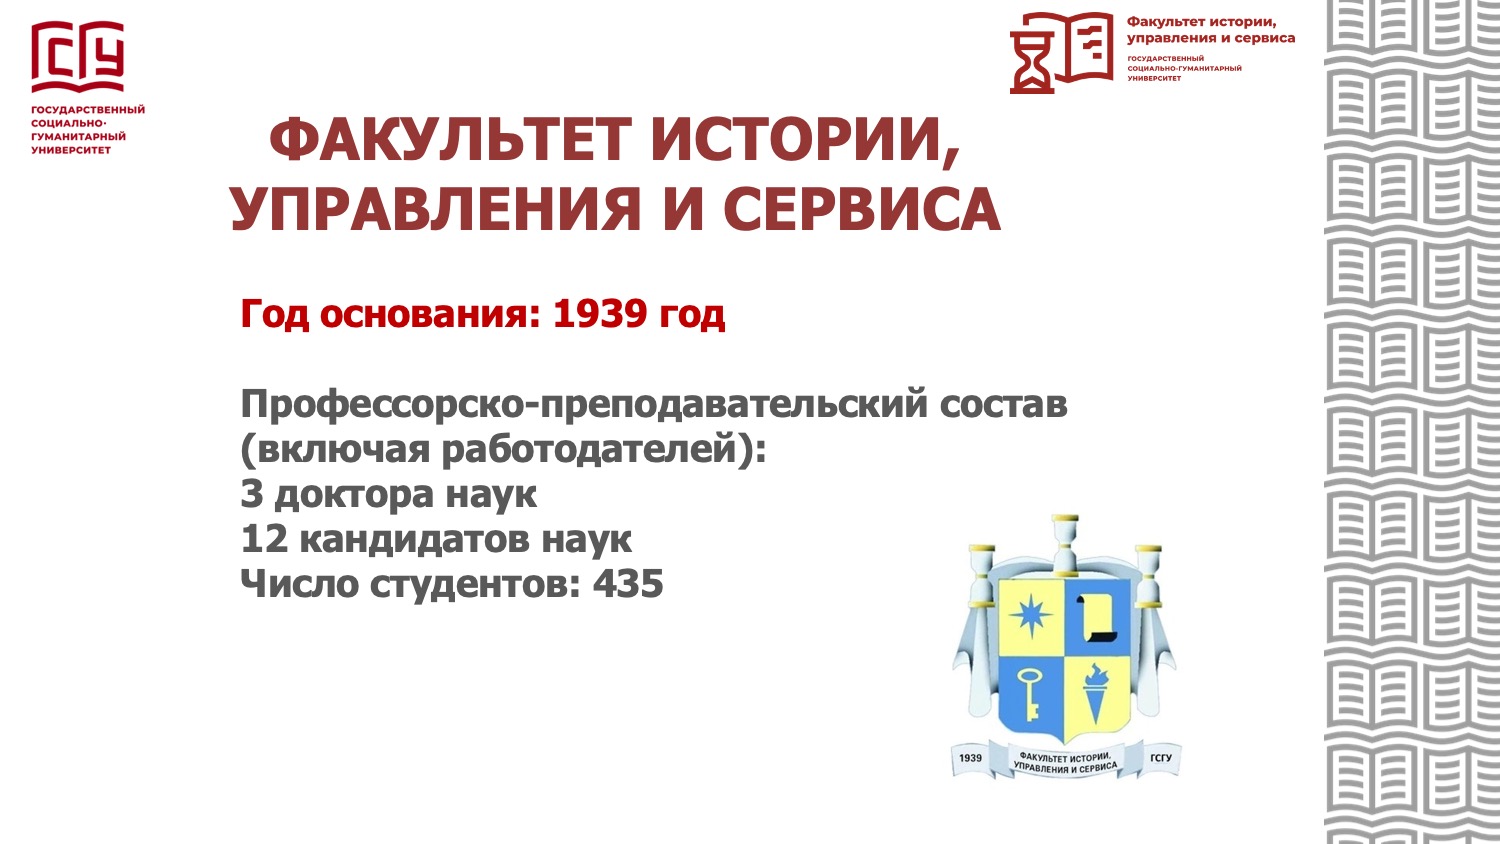 ГСГУ
ГОСУДАРСТВЕННЫЙ
СОЦИАЛЬНО-
ГУМАНИТАРНЫЙ
УНИВЕРСИТЕТ
Факультет истории,
управления и сервиса
ГОСУДАРСТВЕННЫЙ
СОЦИАЛЬНО-ГУМАНИТАРНЫЙ
УНИВЕРСИТЕТ
ФАКУЛЬТЕТ ИСТОРИИ,
УПРАВЛЕНИЯ И СЕРВИСА
Год основания: 1939 год
Профессорско-преподавательский состав
(включая работодателей):
3 доктора наук
12 кандидатов наук
Число студентов: 435
1939
ФАКУЛЬТЕТ ИСТОРИИ,
УПРАВЛЕНИЯ И СЕРВИСА
ГСГУ